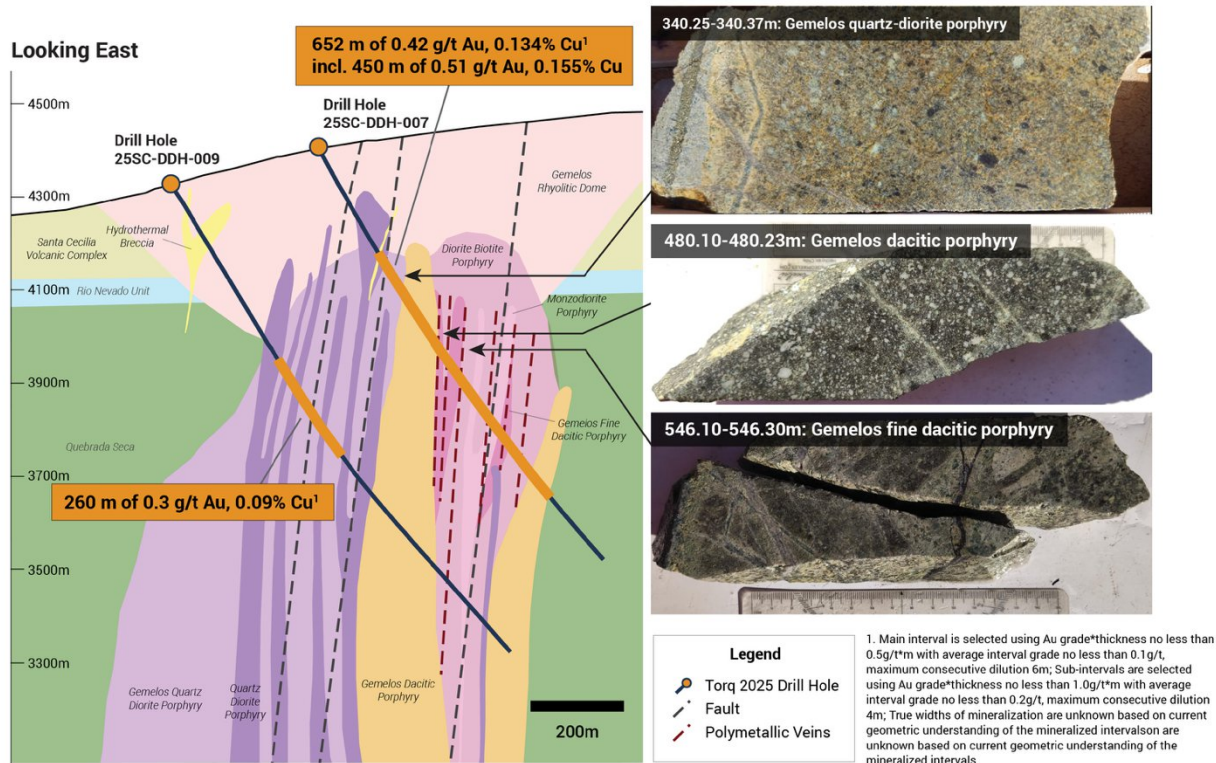 Looking East
652 m of 0.42 g/t Au, 0.134% Cu¹
incl. 450 m of 0.51 g/t Au, 0.155% Cu
4500m
4300m
4100m
3900m
3700m
3500m
3300m
Drill Hole
25SC-DDH-009
Drill Hole
25SC-DDH-007
Gemelos
Rhyolitic Dome
Santa Cecilia
Volcanic Complex
Hydrothermal
Breccia
Rio Nevado Unit
Diorite Biotite
Porphyry
Monzodiorite
Porphyry
Quebrada Seca
Gemelos Fine
Dacitic Porphyry
260 m of 0.3 g/t Au, 0.09% Cu¹
Gemelos Quartz
Diorite Porphyry
Quartz
Diorite
Porphyry
Gemelos Dacitic
Porphyry
200m
340.25-340.37m: Gemelos quartz-diorite porphyry
480.10-480.23m: Gemelos dacitic porphyry
546.10-546.30m: Gemelos fine dacitic porphyry
Legend
Torq 2025 Drill Hole
Fault
Polymetallic Veins
1. Main interval is selected using Au grade*thickness no less than
0.5g/t*m with average interval grade no less than 0.1g/t,
maximum consecutive dilution 6m; Sub-intervals are selected
using Au grade*thickness no less than 1.0g/t*m with average
interval grade no less than 0.2g/t, maximum consecutive dilution
4m; True widths of mineralization are unknown based on current
geometric understanding of the mineralized intervalson are
unknown based on current geometric understanding of the
mineralized intervals.